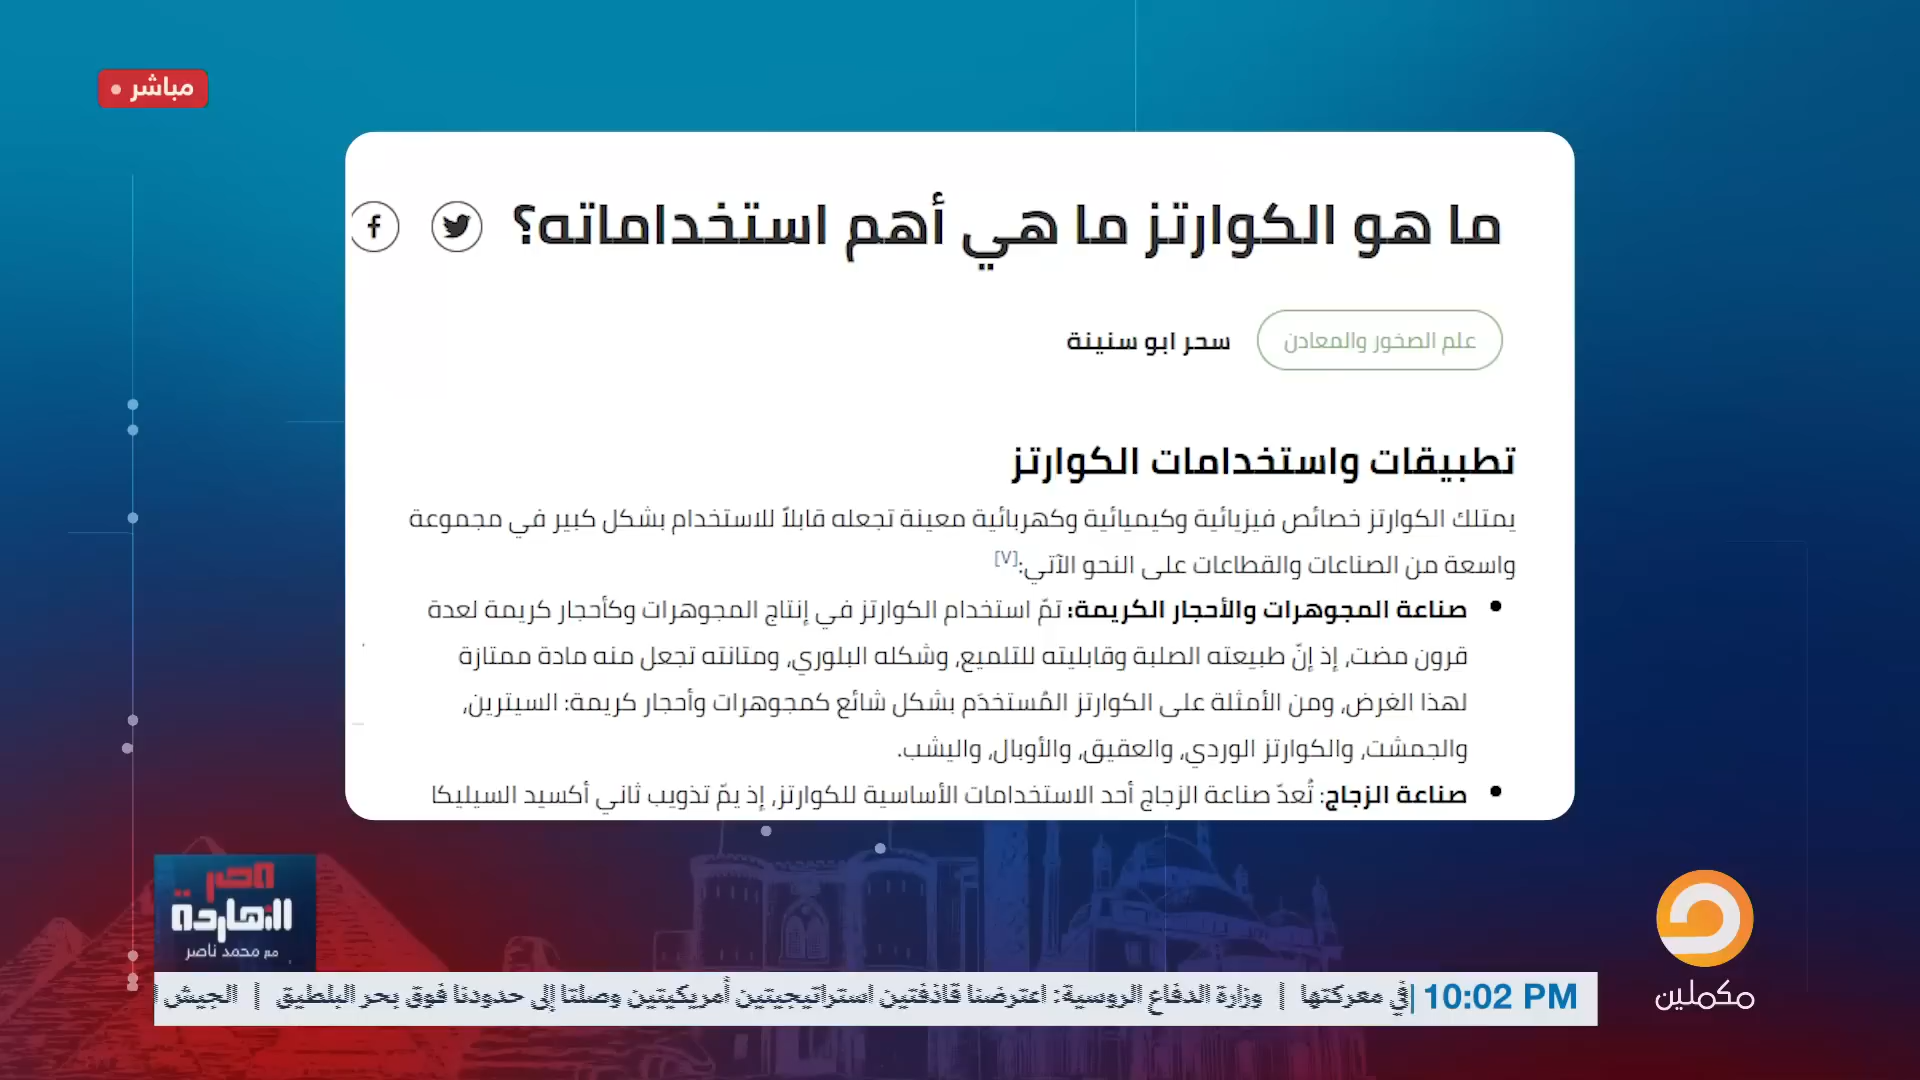 مباشر
ما هو الكوارتز ما هي أهم استخداماته؟
علم الصخور والمعادن
سحر ابو سنينة
تطبيقات واستخدامات الكوارتز
يمتلك الكوارتز خصائص فيزيائية وكيميائية وكهربائية معينة تجعله قابلاً للاستخدام بشكل كبير في مجموعة
واسعة من الصناعات والقطاعات على النحو الآتي:[٧]
• صناعة المجوهرات والأحجار الكريمة: تمّ استخدام الكوارتز في إنتاج المجوهرات وكأحجار كريمة لعدة
قرون مضت، إذ إنّ طبيعته الصلبة وقابليته للتلميع، وشكله البلوري، ومتانته تجعل منه مادة ممتازة
لهذا الغرض، ومن الأمثلة على الكوارتز المُستخدَم بشكل شائع كمجوهرات وأحجار كريمة: السيترين،
والجمشت، والكوارتز الوردي، والعقيق، والأوبال، واليشب.
• صناعة الزجاج: تُعدّ صناعة الزجاج أحد الاستخدامات الأساسية للكوارتز، إذ يمّ تذويب ثاني أكسيد السيليكا
مصر
النهاردة
مع محمد ناصر
10:02 PM
في معركتها | وزارة الدفاع الروسية: اعترضنا قاذفتين استراتيجيتين أمريكيتين وصلتا إلى حدودنا فوق بحر البلطيق | الجيش
مكملين